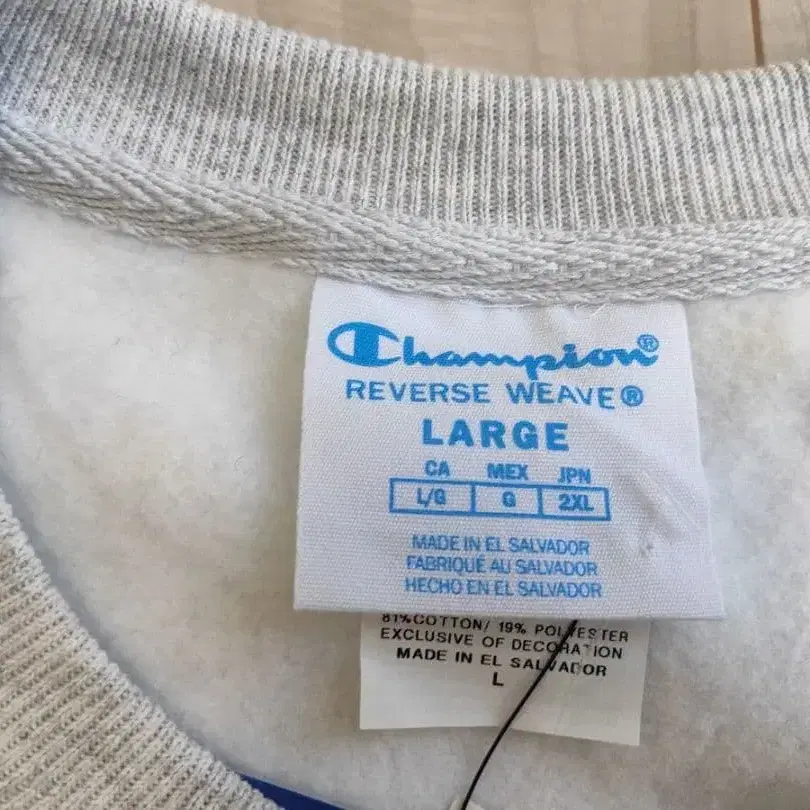 Champion®
REVERSE WEAVE®
LARGE
CA MEX JPN
L/G G 2XL
MADE IN EL SALVADOR
FABRIQUÉ AU SALVADOR
HECHO EN EL SALVADOR
81%COTTON/ 19% POLYESTER
EXCLUSIVE OF DECORATION
MADE IN EL SALVADOR
L